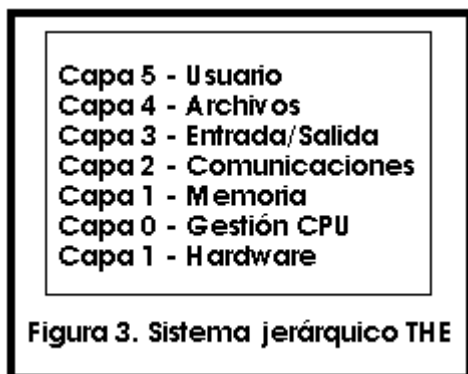 Capa 5 - Usuario
Capa 4 - Archivos
Capa 3 - Entrada/Salida
Capa 2 - Comunicaciones
Capa 1 - Memoria
Capa 0 - Gestión CPU
Capa 1 - Hardware
Figura 3. Sistema jerárquico THE